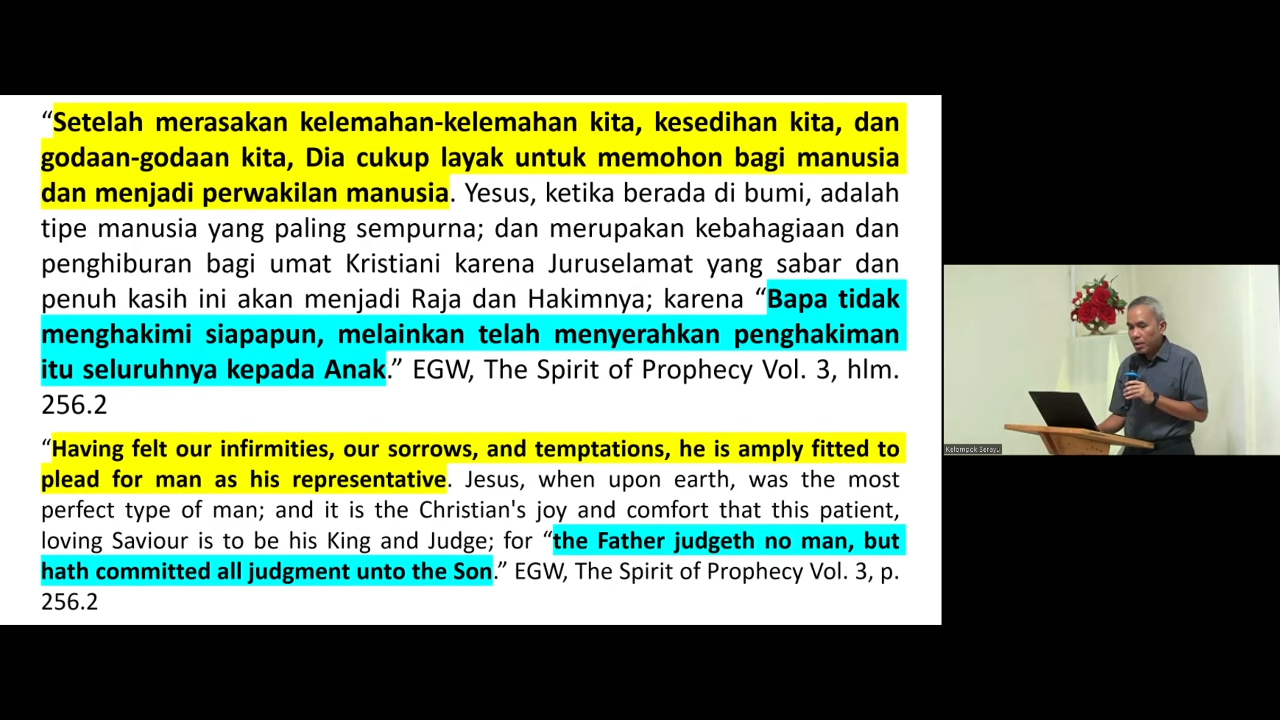 “Setelah merasakan kelemahan-kelemahan kita, kesedihan kita, dan
godaan-godaan kita, Dia cukup layak untuk memohon bagi manusia
dan menjadi perwakilan manusia. Yesus, ketika berada di bumi, adalah
tipe manusia yang paling sempurna; dan merupakan kebahagiaan dan
penghiburan bagi umat Kristiani karena Juruselamat yang sabar dan
penuh kasih ini akan menjadi Raja dan Hakimnya; karena “Bapa tidak
menghakimi siapapun, melainkan telah menyerahkan penghakiman
itu seluruhnya kepada Anak.” EGW, The Spirit of Prophecy Vol. 3, hlm.
256.2
“Having felt our infirmities, our sorrows, and temptations, he is amply fitted to
plead for man as his representative. Jesus, when upon earth, was the most
perfect type of man; and it is the Christian's joy and comfort that this patient,
loving Saviour is to be his King and Judge; for “the Father judgeth no man, but
hath committed all judgment unto the Son.” EGW, The Spirit of Prophecy Vol. 3, p.
256.2
Kelompok Serayu